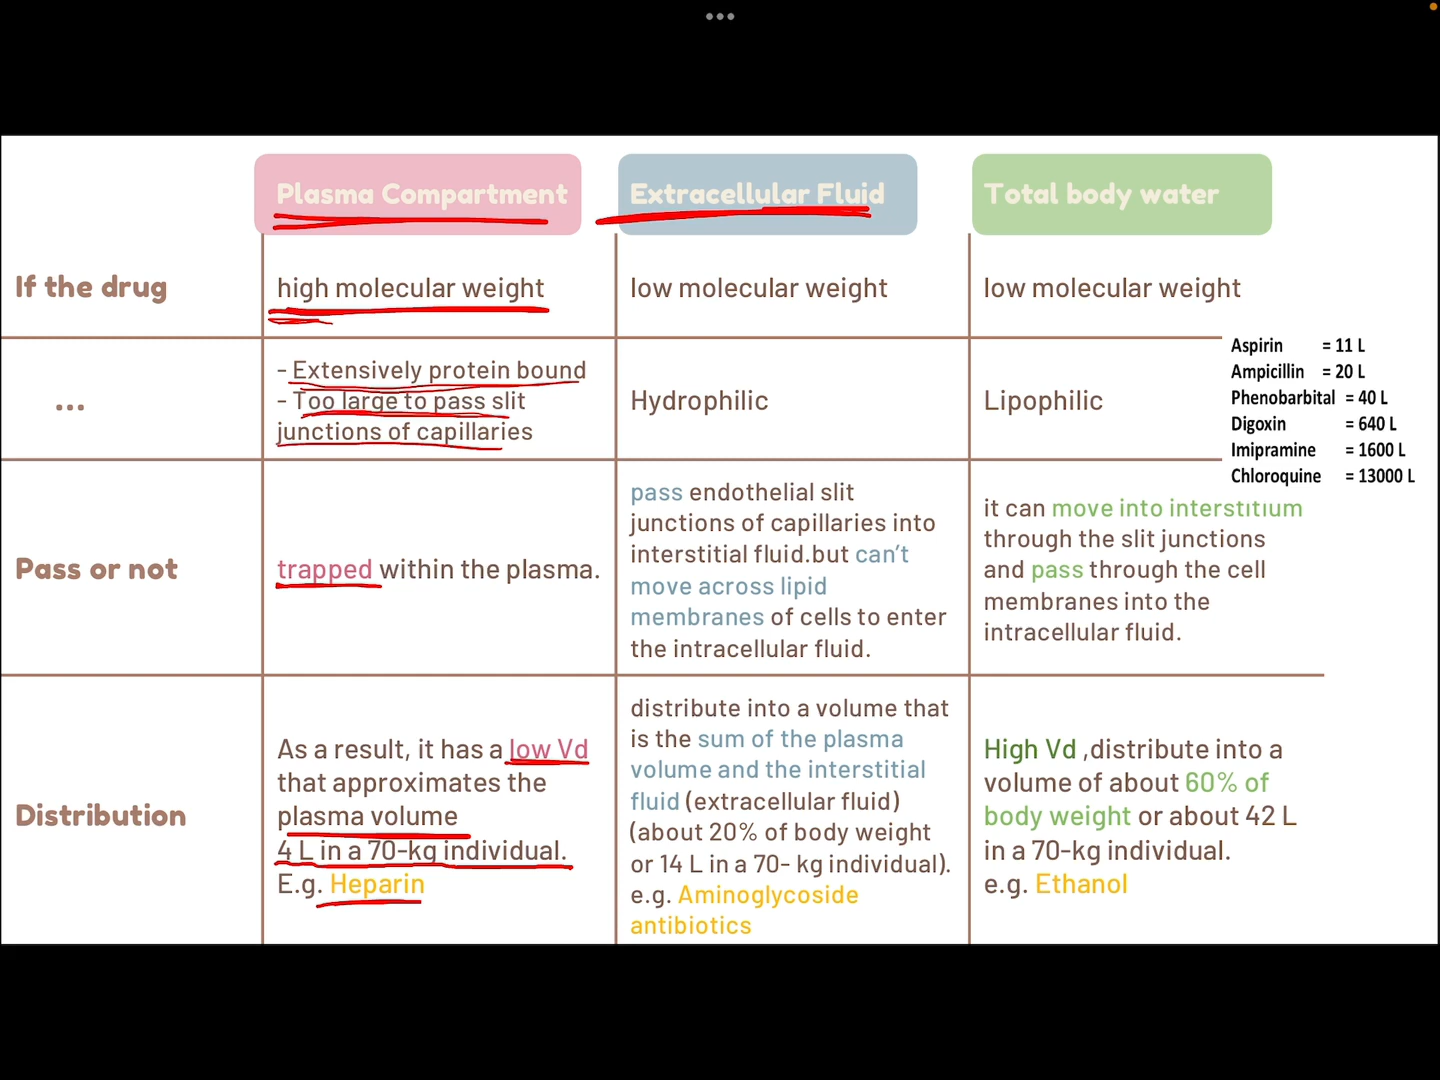 Plasma Compartment
Extracellular Fluid
Total body water
If the drug
high molecular weight
low molecular weight
low molecular weight
...
- Extensively protein bound
- Too large to pass slit
junctions of capillaries
Hydrophilic
Lipophilic
Aspirin = 11 L
Ampicillin = 20 L
Phenobarbital = 40 L
Digoxin = 640 L
Imipramine = 1600 L
Chloroquine = 13000 L
Pass or not
trapped within the plasma.
pass endothelial slit
junctions of capillaries into
interstitial fluid.but can’t
move across lipid
membranes of cells to enter
the intracellular fluid.
it can move into interstitium
through the slit junctions
and pass through the cell
membranes into the
intracellular fluid.
Distribution
As a result, it has a low Vd
that approximates the
plasma volume
4 L in a 70-kg individual.
E.g. Heparin
distribute into a volume that
is the sum of the plasma
volume and the interstitial
fluid (extracellular fluid)
(about 20% of body weight
or 14 L in a 70- kg individual).
e.g. Aminoglycoside
antibiotics
High Vd ,distribute into a
volume of about 60% of
body weight or about 42 L
in a 70-kg individual.
e.g. Ethanol